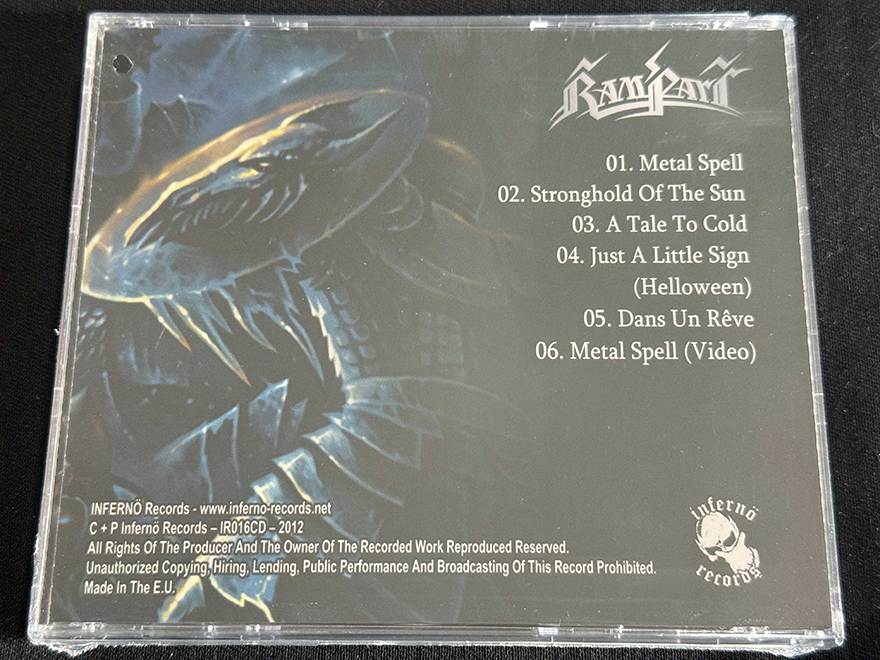 RAMPART
01. Metal Spell
02. Stronghold Of The Sun
03. A Tale To Cold
04. Just A Little Sign
(Helloween)
05. Dans Un Rêve
06. Metal Spell (Video)
INFERNÖ Records - www.inferno-records.net
C + P Infernö Records – IR016CD – 2012
All Rights Of The Producer And The Owner Of The Recorded Work Reproduced Reserved.
Unauthorized Copying, Hiring, Lending, Public Performance And Broadcasting Of This Record Prohibited.
Made In The E.U.
infernö
records